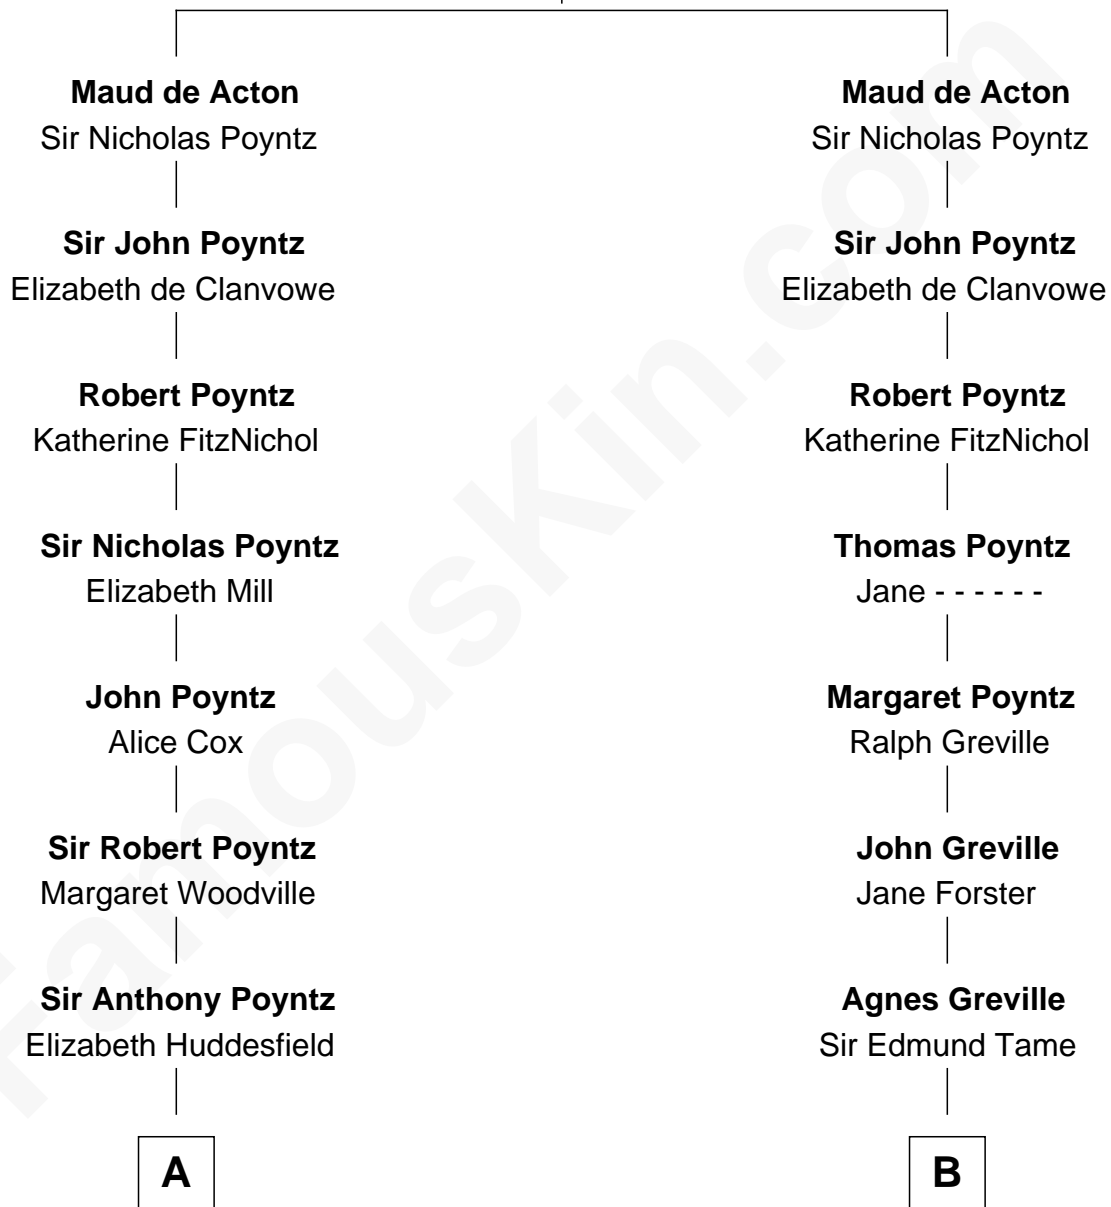 Maud de Acton
Sir Nicholas Poyntz
Maud de Acton
Sir Nicholas Poyntz
Sir John Poyntz
Elizabeth de Clanvowe
Sir John Poyntz
Elizabeth de Clanvowe
Robert Poyntz
Katherine FitzNichol
Robert Poyntz
Katherine FitzNichol
Sir Nicholas Poyntz
Elizabeth Mill
Thomas Poyntz
Jane - - - - - -
John Poyntz
Alice Cox
Margaret Poyntz
Ralph Greville
Sir Robert Poyntz
Margaret Woodville
John Greville
Jane Forster
Sir Anthony Poyntz
Elizabeth Huddesfield
Agnes Greville
Sir Edmund Tame
A
B
FamousKin.com